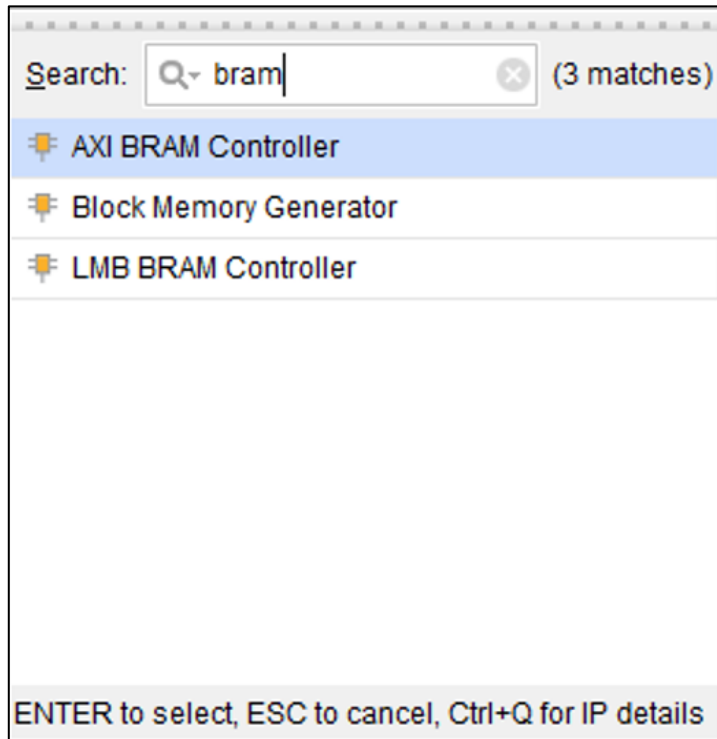 Search: bram (3 matches)
AXI BRAM Controller
Block Memory Generator
LMB BRAM Controller
ENTER to select, ESC to cancel, Ctrl+Q for IP details